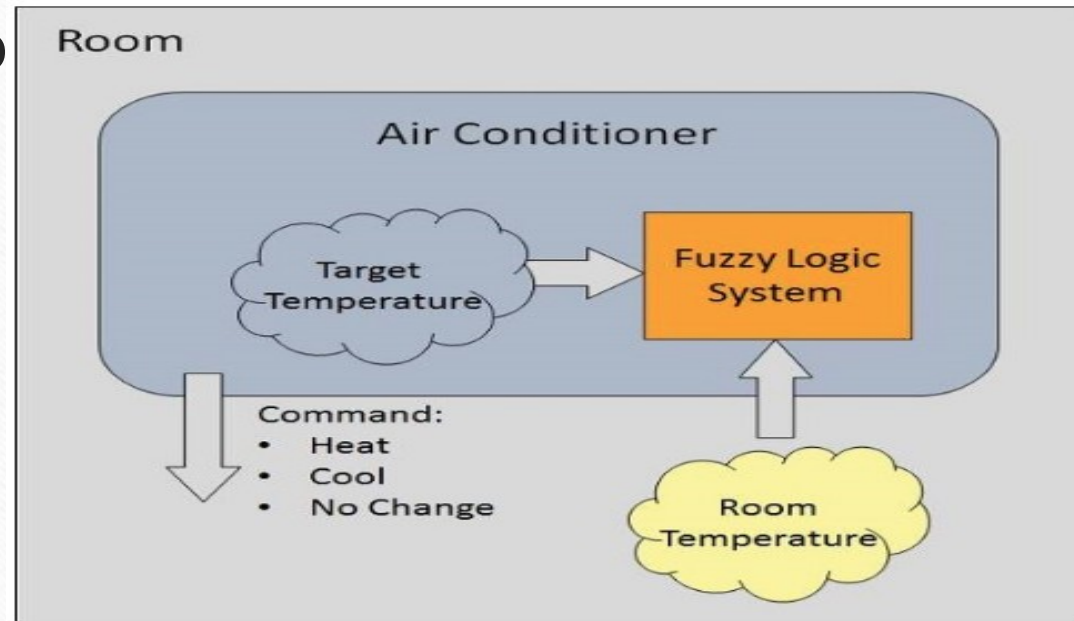 Room
Air Conditioner
Target
Temperature
Fuzzy Logic
System
Command:
• Heat
• Cool
• No Change
Room
Temperature